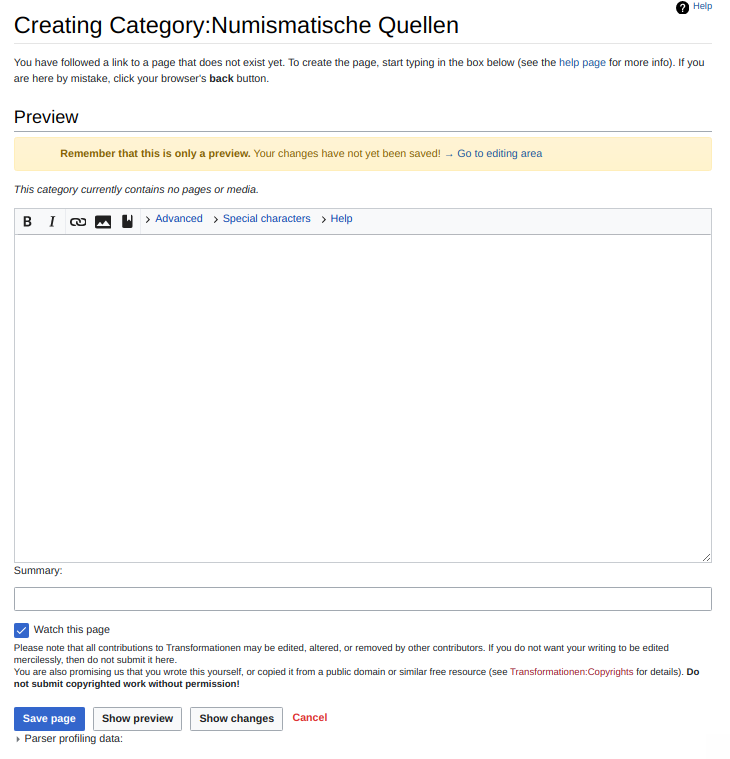 Help
Creating Category:Numismatische Quellen
You have followed a link to a page that does not exist yet. To create the page, start typing in the box below (see the help page for more info). If you
are here by mistake, click your browser's back button.
Preview
Remember that this is only a preview. Your changes have not yet been saved! → Go to editing area
This category currently contains no pages or media.
B I Advanced Special characters Help
Summary:
Watch this page
Please note that all contributions to Transformationen may be edited, altered, or removed by other contributors. If you do not want your writing to be edited
mercilessly, then do not submit it here.
You are also promising us that you wrote this yourself, or copied it from a public domain or similar free resource (see Transformationen:Copyrights for details). Do
not submit copyrighted work without permission!
Save page Show preview Show changes Cancel
Parser profiling data: